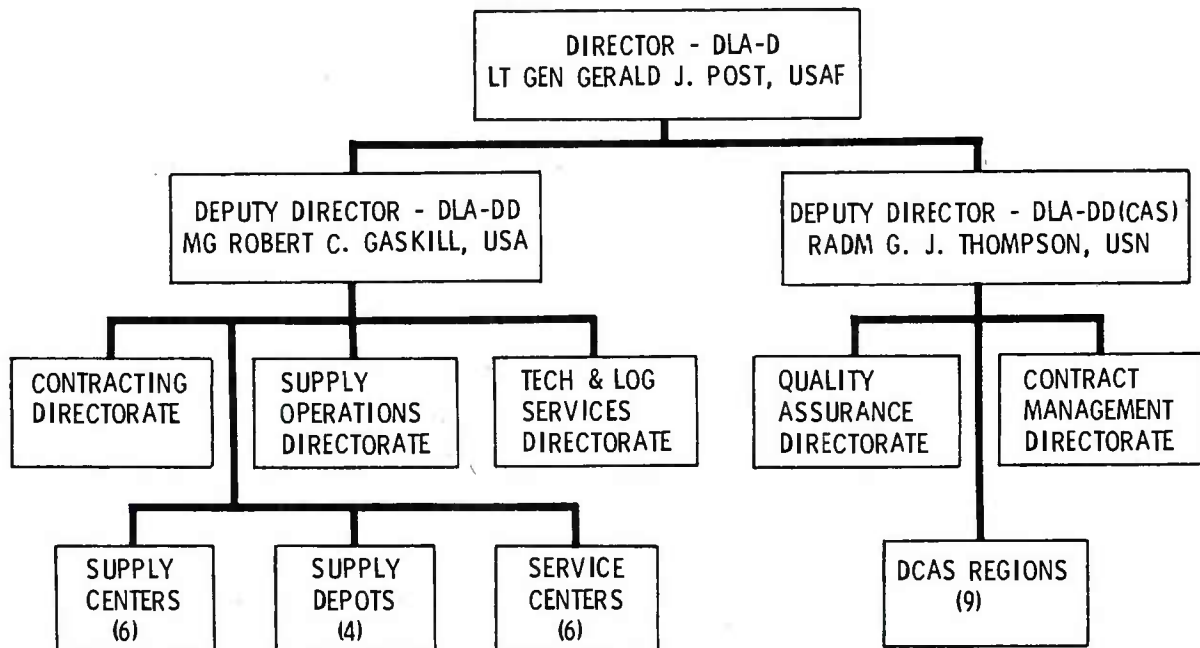 DIRECTOR - DLA-D
LT GEN GERALD J. POST, USAF
DEPUTY DIRECTOR - DLA-DD
MG ROBERT C. GASKILL, USA
DEPUTY DIRECTOR - DLA-DD(CAS)
RADM G. J. THOMPSON, USN
CONTRACTING
DIRECTORATE
SUPPLY
OPERATIONS
DIRECTORATE
TECH & LOG
SERVICES
DIRECTORATE
QUALITY
ASSURANCE
DIRECTORATE
CONTRACT
MANAGEMENT
DIRECTORATE
SUPPLY
CENTERS
(6)
SUPPLY
DEPOTS
(4)
SERVICE
CENTERS
(6)
DCAS REGIONS
(9)